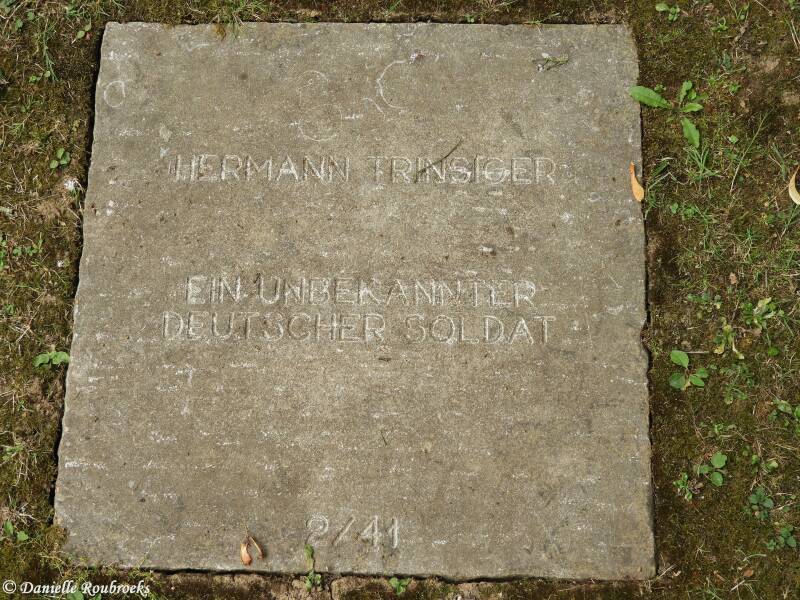 HERMANN TRINSIGER
EIN UNBEKANNTER
DEUTSCHER SOLDAT
2/41
© Danielle Roubroeks